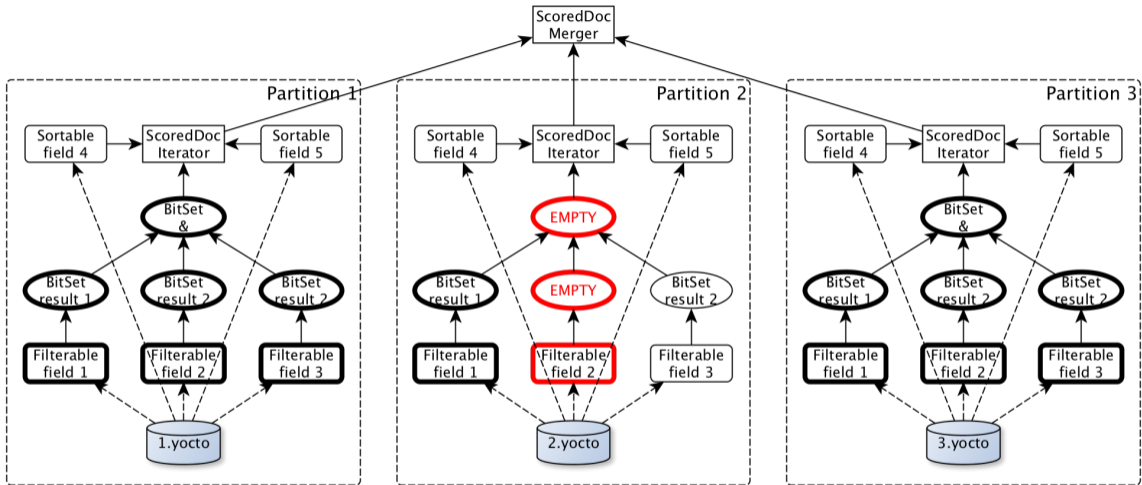 ScoredDoc
Merger
Partition 1
Sortable
field 4
ScoredDoc
Iterator
Sortable
field 5
BitSet
&
BitSet
result 1
BitSet
result 2
BitSet
result 2
Filterable
field 1
Filterable
field 2
Filterable
field 3
1.yocto
Partition 2
Sortable
field 4
ScoredDoc
Iterator
Sortable
field 5
EMPTY
BitSet
result 1
EMPTY
BitSet
result 2
Filterable
field 1
Filterable
field 2
Filterable
field 3
2.yocto
Partition 3
Sortable
field 4
ScoredDoc
Iterator
Sortable
field 5
BitSet
&
BitSet
result 1
BitSet
result 2
BitSet
result 2
Filterable
field 1
Filterable
field 2
Filterable
field 3
3.yocto